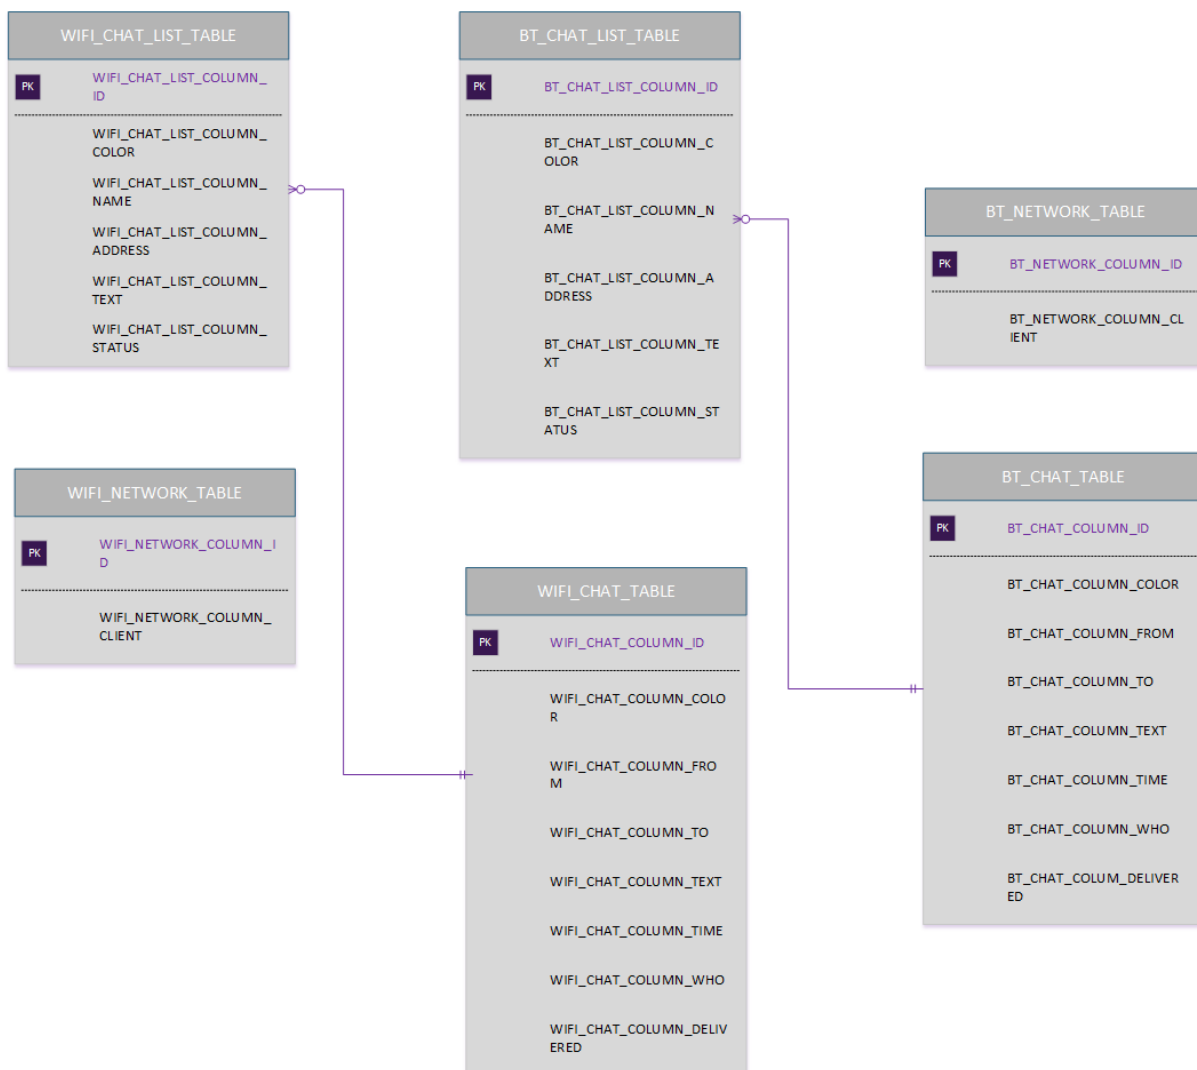 WIFI_CHAT_LIST_TABLE
PK
WIFI_CHAT_LIST_COLUMN_
ID
WIFI_CHAT_LIST_COLUMN_
COLOR
WIFI_CHAT_LIST_COLUMN_
NAME
WIFI_CHAT_LIST_COLUMN_
ADDRESS
WIFI_CHAT_LIST_COLUMN_
TEXT
WIFI_CHAT_LIST_COLUMN_
STATUS
BT_CHAT_LIST_TABLE
PK
BT_CHAT_LIST_COLUMN_ID
BT_CHAT_LIST_COLUMN_C
OLOR
BT_CHAT_LIST_COLUMN_N
AME
BT_CHAT_LIST_COLUMN_A
DDRESS
BT_CHAT_LIST_COLUMN_TE
XT
BT_CHAT_LIST_COLUMN_ST
ATUS
BT_NETWORK_TABLE
PK
BT_NETWORK_COLUMN_ID
BT_NETWORK_COLUMN_CL
IENT
WIFI_NETWORK_TABLE
PK
WIFI_NETWORK_COLUMN_I
D
WIFI_NETWORK_COLUMN_
CLIENT
WIFI_CHAT_TABLE
PK
WIFI_CHAT_COLUMN_ID
WIFI_CHAT_COLUMN_COLO
R
WIFI_CHAT_COLUMN_FRO
M
WIFI_CHAT_COLUMN_TO
WIFI_CHAT_COLUMN_TEXT
WIFI_CHAT_COLUMN_TIME
WIFI_CHAT_COLUMN_WHO
WIFI_CHAT_COLUMN_DELIV
ERED
BT_CHAT_TABLE
PK
BT_CHAT_COLUMN_ID
BT_CHAT_COLUMN_COLOR
BT_CHAT_COLUMN_FROM
BT_CHAT_COLUMN_TO
BT_CHAT_COLUMN_TEXT
BT_CHAT_COLUMN_TIME
BT_CHAT_COLUMN_WHO
BT_CHAT_COLUM_DELIVER
ED